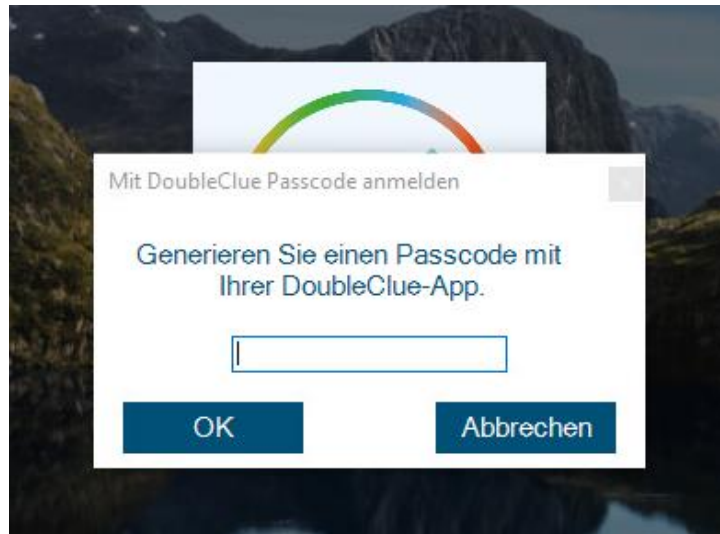 Mit DoubleClue Passcode anmelden
Generieren Sie einen Passcode mit
Ihrer DoubleClue-App.
OK
Abbrechen